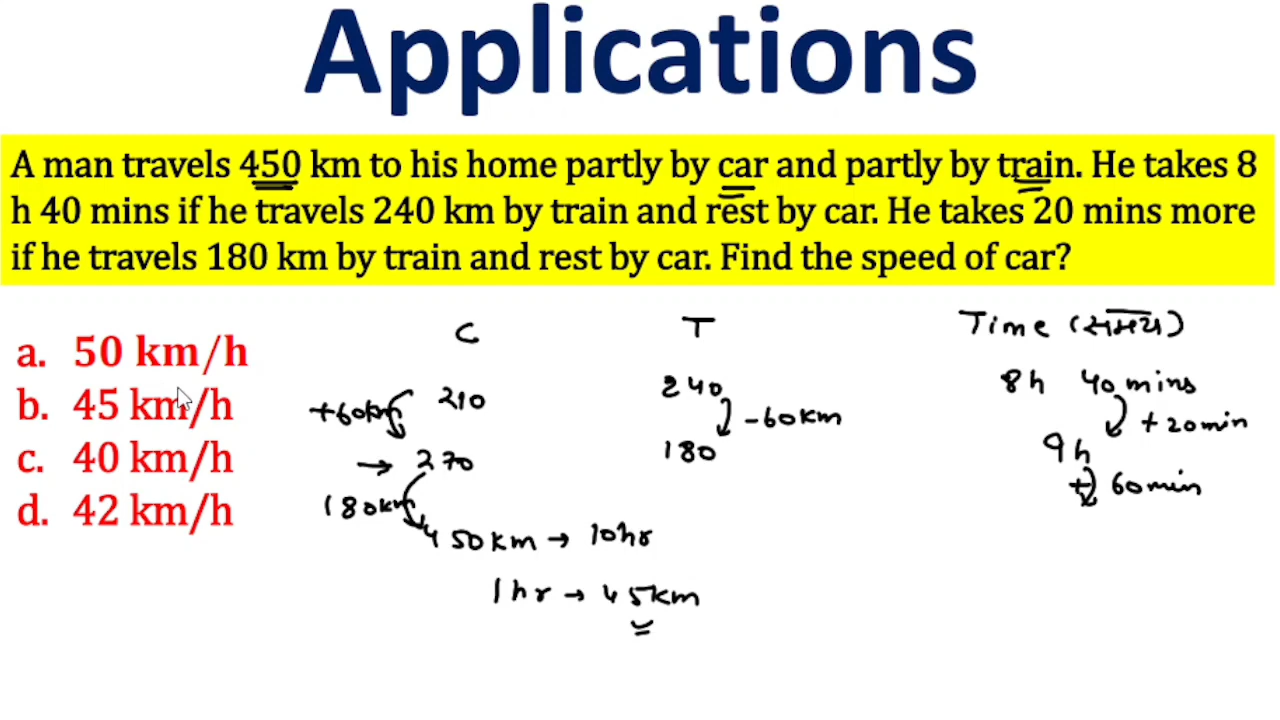 Applications
A man travels 450 km to his home partly by car and partly by train. He takes 8
h 40 mins if he travels 240 km by train and rest by car. He takes 20 mins more
if he travels 180 km by train and rest by car. Find the speed of car?
a. 50 km/h
b. 45 km/h
c. 40 km/h
d. 42 km/h
C T Time (समय)
210 240 8h 40 mins
+60km -60km + 20min
→ 270 180 9h
180km + 60min
450km → 10hr
1hr → 45km